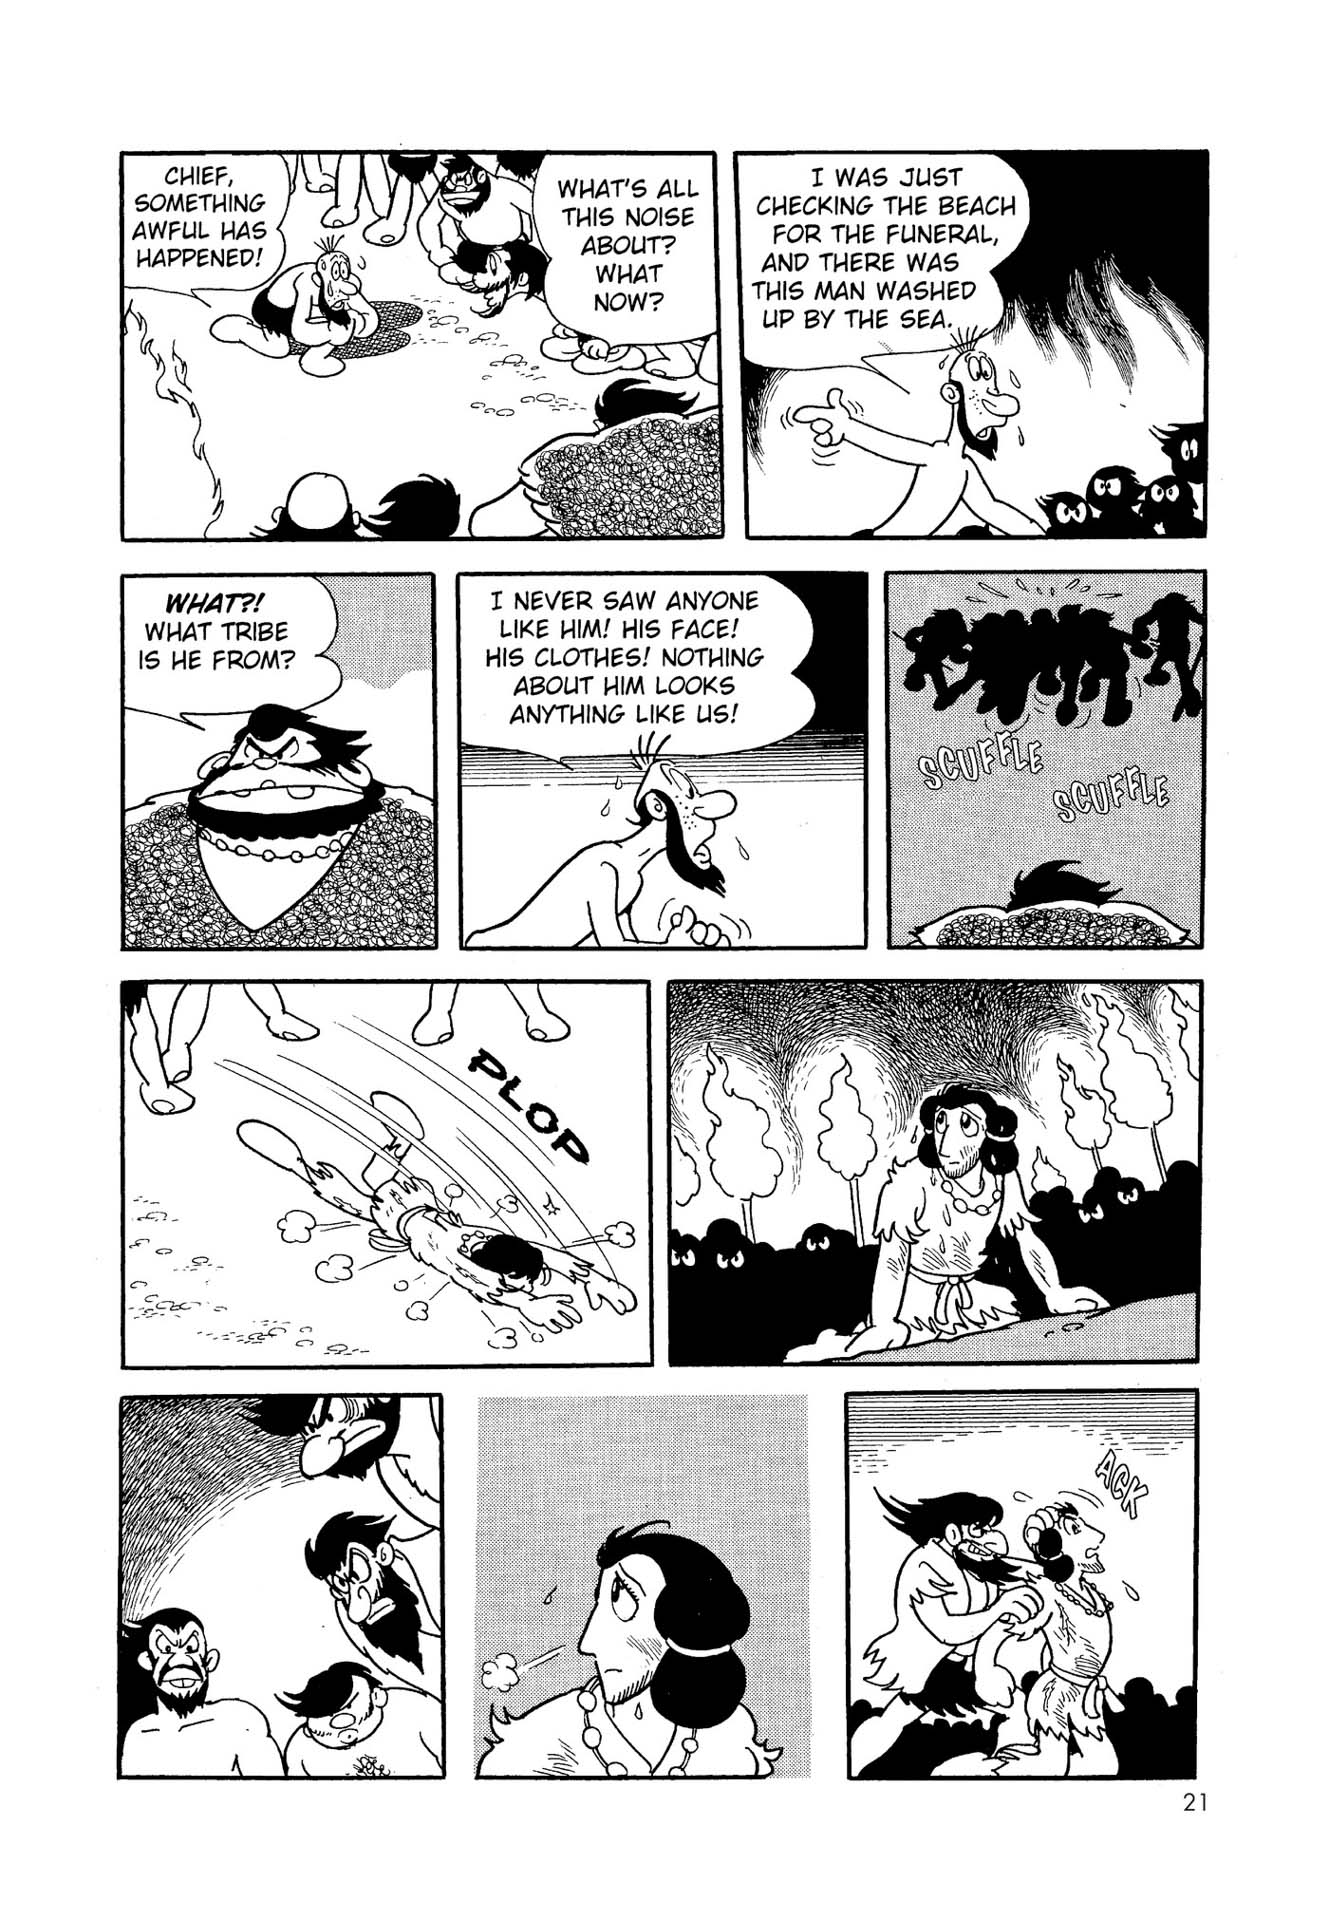 CHIEF,
SOMETHING
AWFUL HAS
HAPPENED!
WHAT'S ALL
THIS NOISE
ABOUT?
WHAT
NOW?
I WAS JUST
CHECKING THE BEACH
FOR THE FUNERAL,
AND THERE WAS
THIS MAN WASHED
UP BY THE SEA.
WHAT?!
WHAT TRIBE
IS HE FROM?
I NEVER SAW ANYONE
LIKE HIM! HIS FACE!
HIS CLOTHES! NOTHING
ABOUT HIM LOOKS
ANYTHING LIKE US!
SCUFFLE
SCUFFLE
PLOP
ACK
21